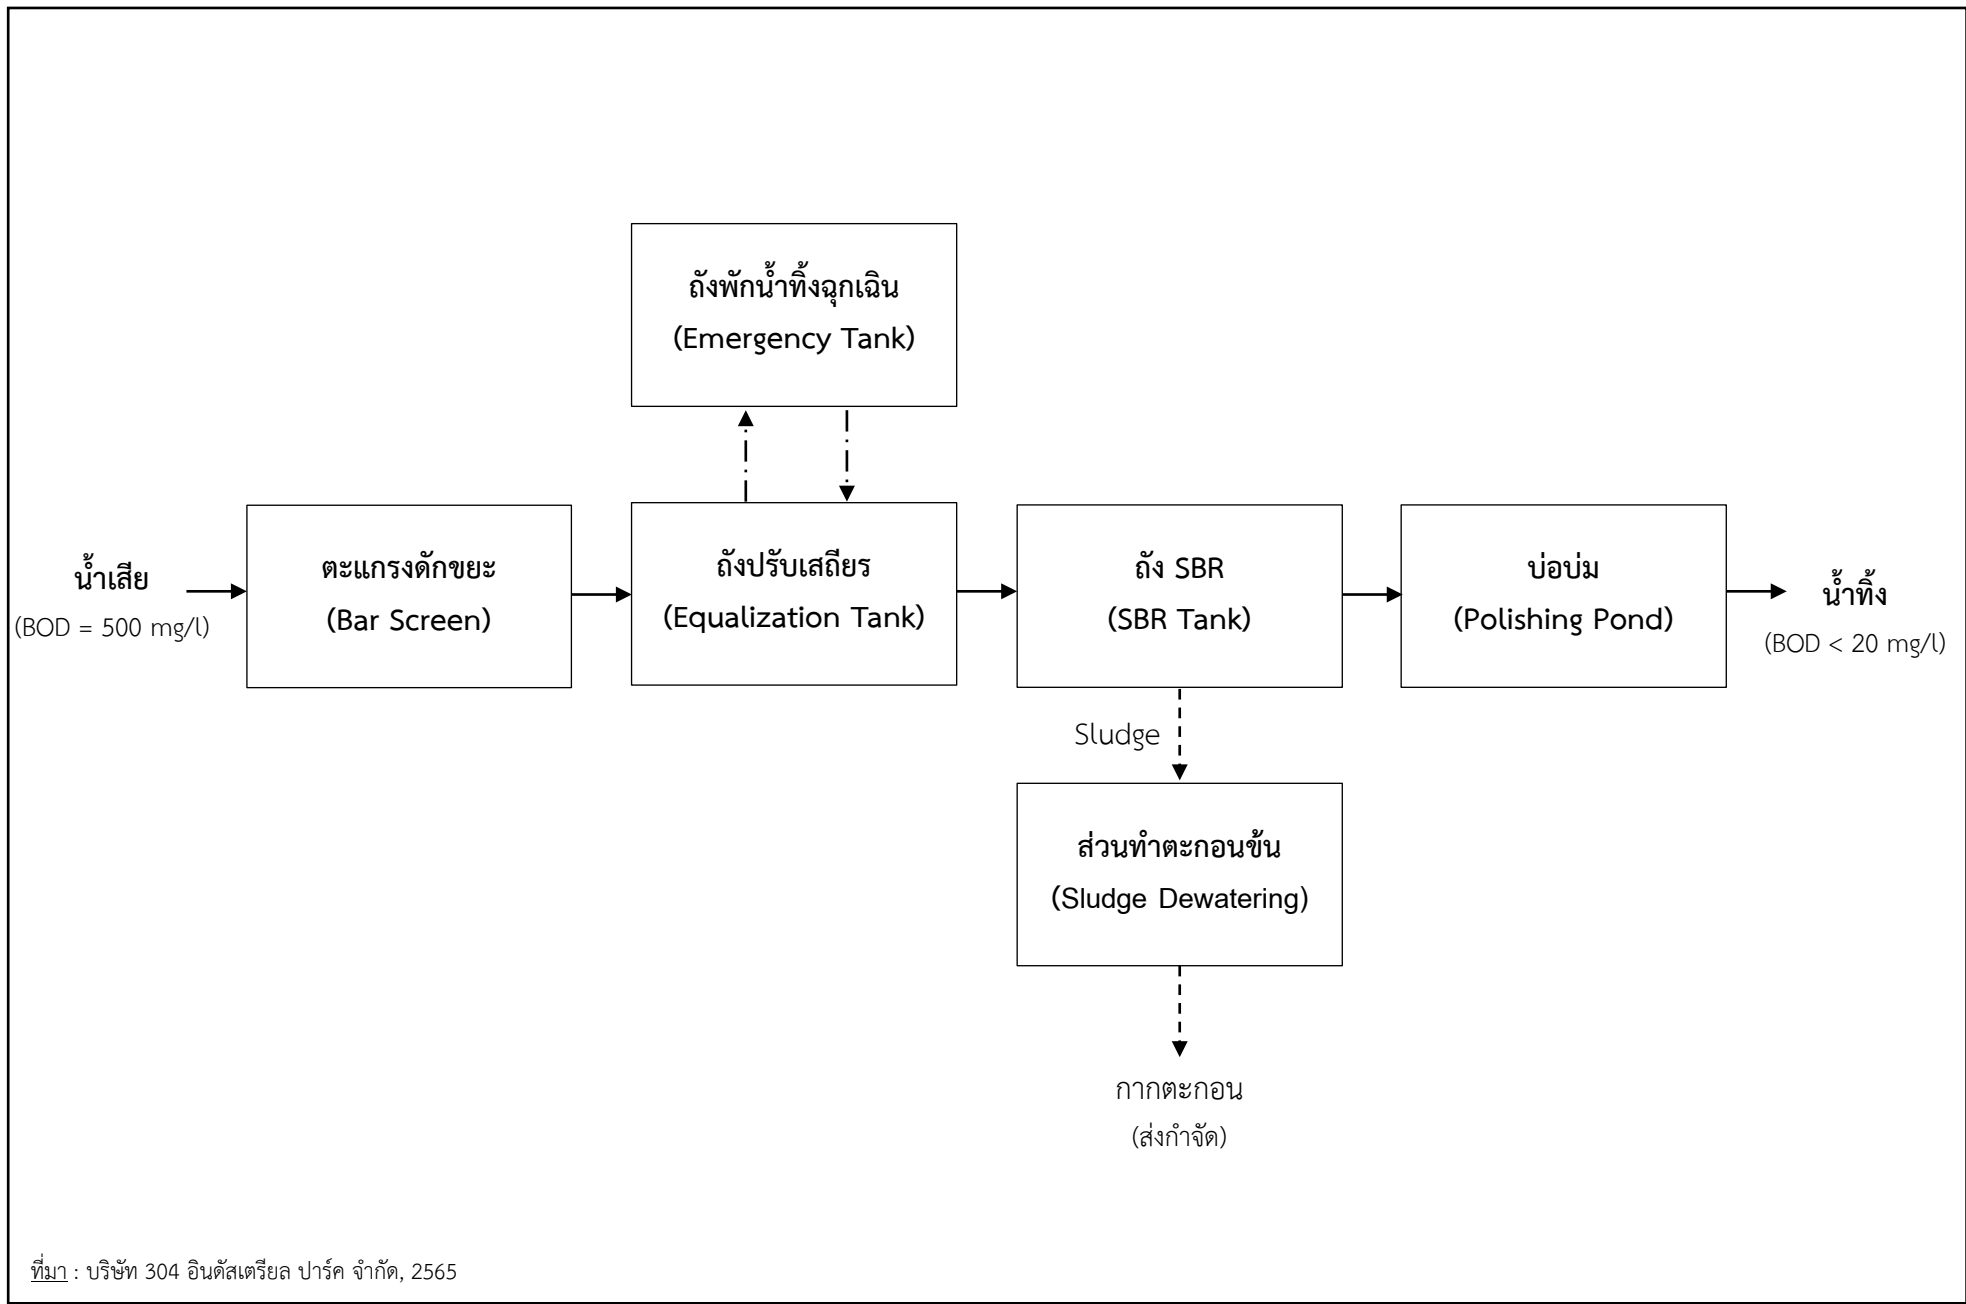 ถังพักน้ำทิ้งฉุกเฉิน
(Emergency Tank)
น้ำเสีย
(BOD = 500 mg/l)
ตะแกรงดักขยะ
(Bar Screen)
ถังปรับเสถียร
(Equalization Tank)
ถัง SBR
(SBR Tank)
บ่อบ่ม
(Polishing Pond)
น้ำทิ้ง
(BOD < 20 mg/l)
Sludge
ส่วนทำตะกอนข้น
(Sludge Dewatering)
กากตะกอน
(ส่งกำจัด)
ที่มา : บริษัท 304 อินดัสเตรียล ปาร์ค จำกัด, 2565